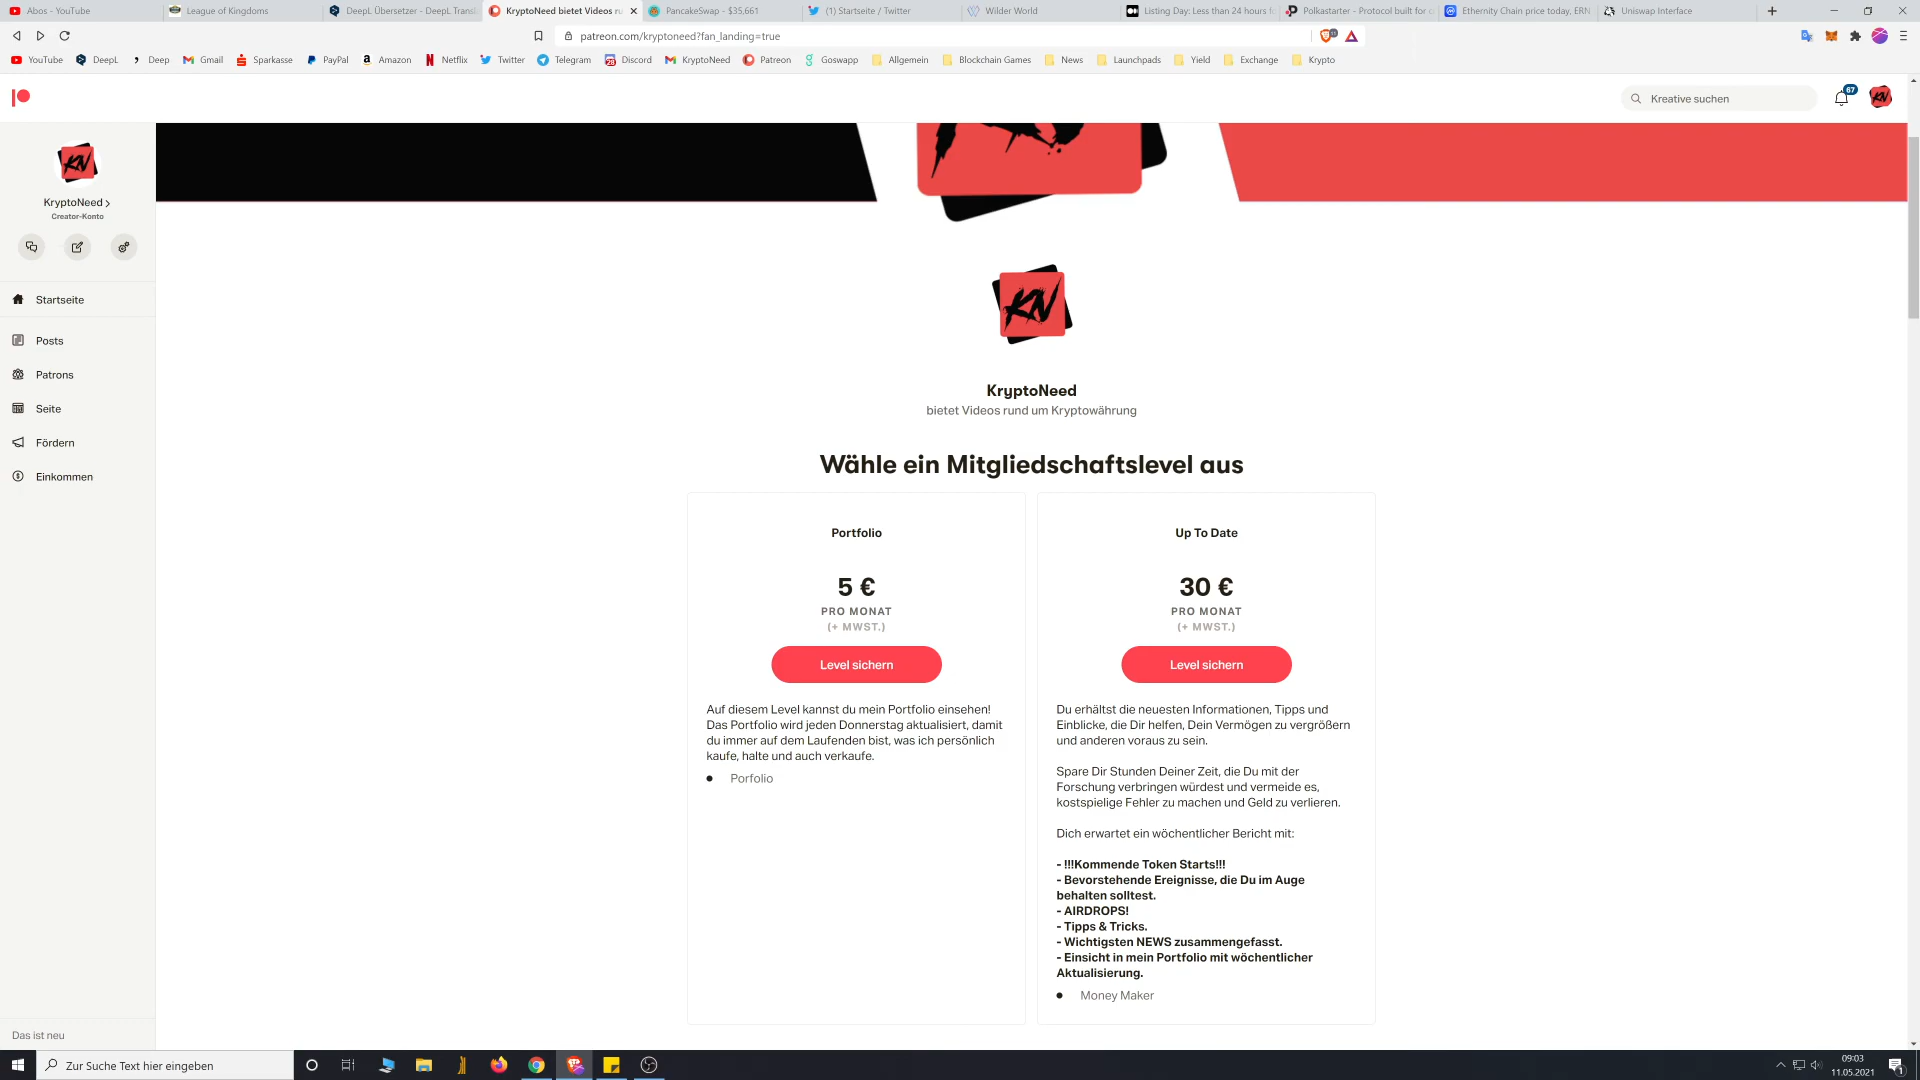 Abos - YouTube
League of Kingdoms
DeepL Übersetzer - DeepL Transl
KryptoNeed bietet Videos ru
PancakeSwap - $35,661
(1) Startseite / Twitter
Wilder World
Listing Day: Less than 24 hours f
Polkastarter - Protocol built for c
Ethernity Chain price today, ERN
Uniswap Interface
patreon.com/kryptoneed?fan_landing=true
YouTube
DeepL
Deep
Gmail
Sparkasse
PayPal
Amazon
Netflix
Twitter
Telegram
Discord
KryptoNeed
Patreon
Goswapp
Allgemein
Blockchain Games
News
Launchpads
Yield
Exchange
Krypto
Kreative suchen
67
KN
KN
KryptoNeed
Creator-Konto
Startseite
Posts
Patrons
Seite
Fördern
Einkommen
Das ist neu
KN
KryptoNeed
bietet Videos rund um Kryptowährung
Wähle ein Mitgliedschaftslevel aus
Portfolio
5 €
PRO MONAT
(+ MWST.)
Level sichern
Auf diesem Level kannst du mein Portfolio einsehen!
Das Portfolio wird jeden Donnerstag aktualisiert, damit
du immer auf dem Laufenden bist, was ich persönlich
kaufe, halte und auch verkaufe.
Porfolio
Up To Date
30 €
PRO MONAT
(+ MWST.)
Level sichern
Du erhältst die neuesten Informationen, Tipps und
Einblicke, die Dir helfen, Dein Vermögen zu vergrößern
und anderen voraus zu sein.
Spare Dir Stunden Deiner Zeit, die Du mit der
Forschung verbringen würdest und vermeide es,
kostspielige Fehler zu machen und Geld zu verlieren.
Dich erwartet ein wöchentlicher Bericht mit:
- !!!Kommende Token Starts!!!
- Bevorstehende Ereignisse, die Du im Auge
behalten solltest.
- AIRDROPS!
- Tipps & Tricks.
- Wichtigsten NEWS zusammengefasst.
- Einsicht in mein Portfolio mit wöchentlicher
Aktualisierung.
Money Maker
Zur Suche Text hier eingeben
09:03
11.05.2021
1